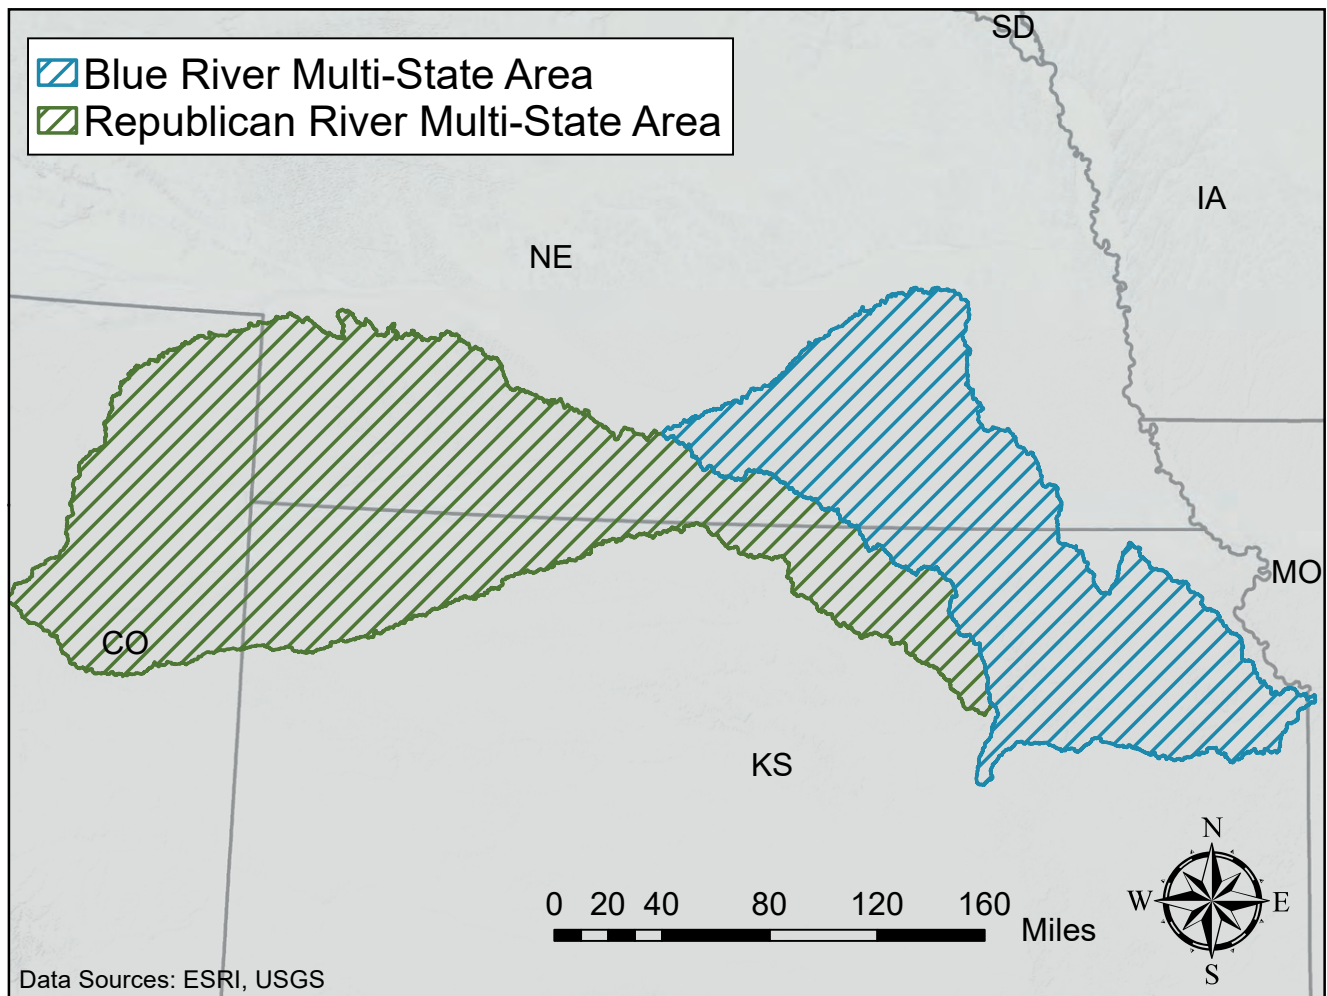 SD
Blue River Multi-State Area
Republican River Multi-State Area
IA
NE
MO
CO
KS
N
W E
S
0 20 40 80 120 160
Miles
Data Sources: ESRI, USGS